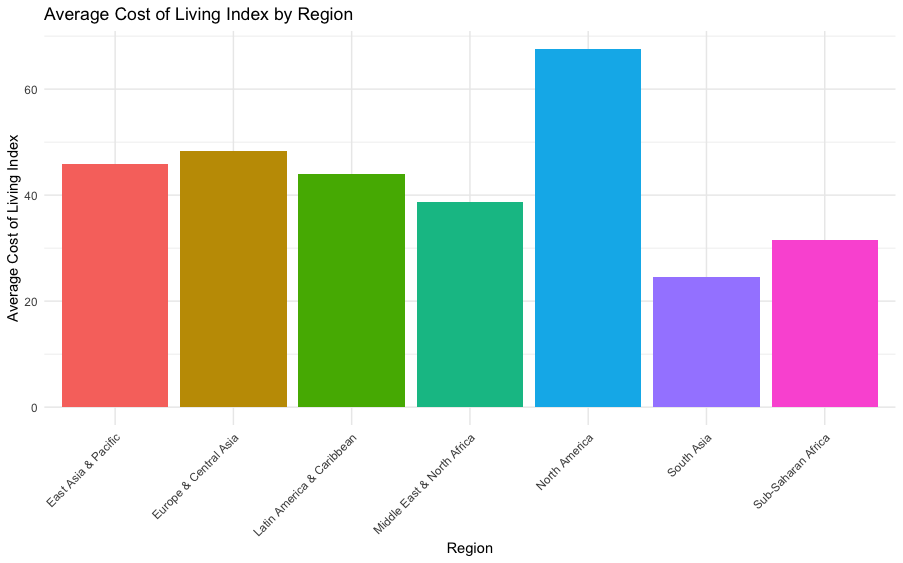 Average Cost of Living Index by Region
Average Cost of Living Index
60
40
20
0
East Asia & Pacific
Europe & Central Asia
Latin America & Caribbean
Middle East & North Africa
North America
South Asia
Sub-Saharan Africa
Region